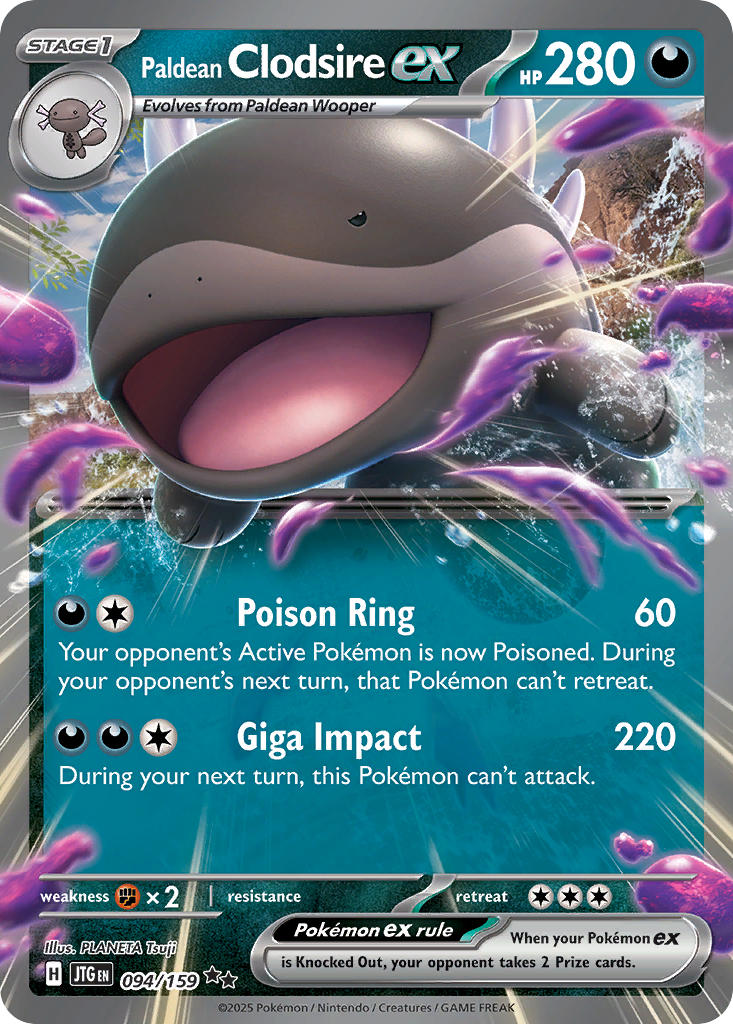 STAGE 1
Paldean Clodsire ex HP 280
Evolves from Paldean Wooper
Poison Ring 60
Your opponent's Active Pokémon is now Poisoned. During
your opponent's next turn, that Pokémon can't retreat.
Giga Impact 220
During your next turn, this Pokémon can't attack.
weakness ×2 resistance retreat
Pokémon ex rule When your Pokémon ex
is Knocked Out, your opponent takes 2 Prize cards.
Illus. PLANETA Tsuji
H JTG EN 094/159
©2025 Pokémon / Nintendo / Creatures / GAME FREAK